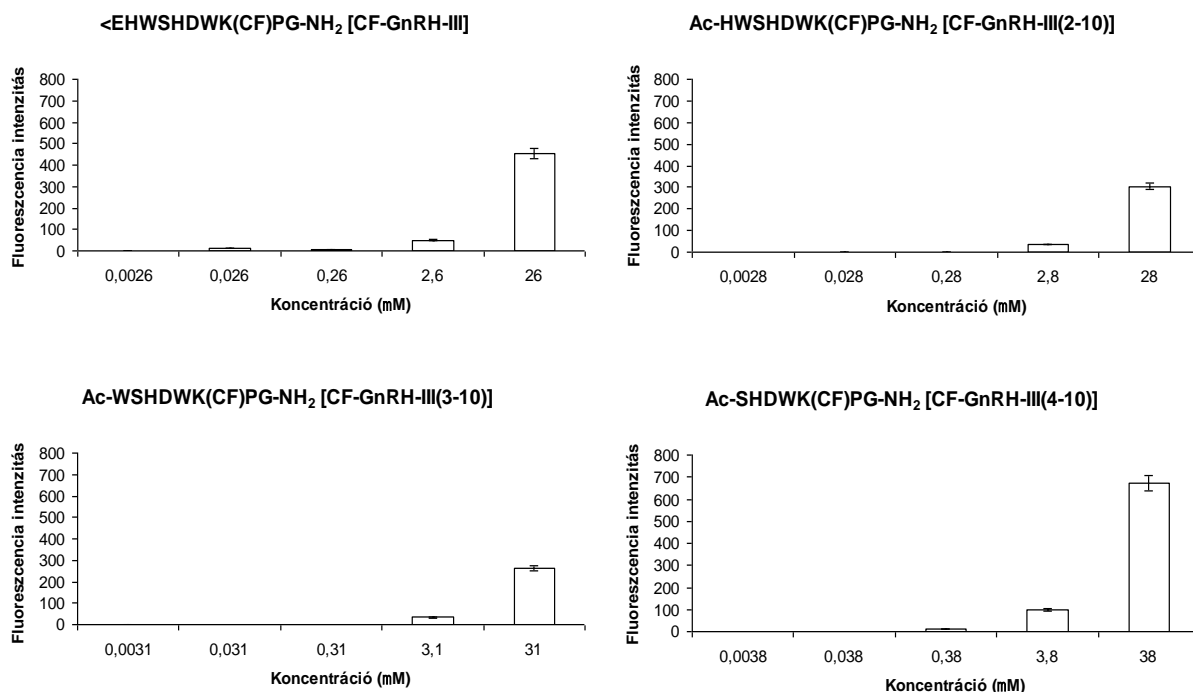 <EHWSHDWK(CF)PG-NH₂ [CF-GnRH-III]
Fluoreszcencia intenzitás
800
700
600
500
400
300
200
100
0
0,0026 0,026 0,26 2,6 26
Koncentráció (mM)
Ac-HWSHDWK(CF)PG-NH₂ [CF-GnRH-III(2-10)]
Fluoreszcencia intenzitás
800
700
600
500
400
300
200
100
0
0,0028 0,028 0,28 2,8 28
Koncentráció (mM)
Ac-WSHDWK(CF)PG-NH₂ [CF-GnRH-III(3-10)]
Fluoreszcencia intenzitás
800
700
600
500
400
300
200
100
0
0,0031 0,031 0,31 3,1 31
Koncentráció (mM)
Ac-SHDWK(CF)PG-NH₂ [CF-GnRH-III(4-10)]
Fluoreszcencia intenzitás
800
700
600
500
400
300
200
100
0
0,0038 0,038 0,38 3,8 38
Koncentráció (mM)